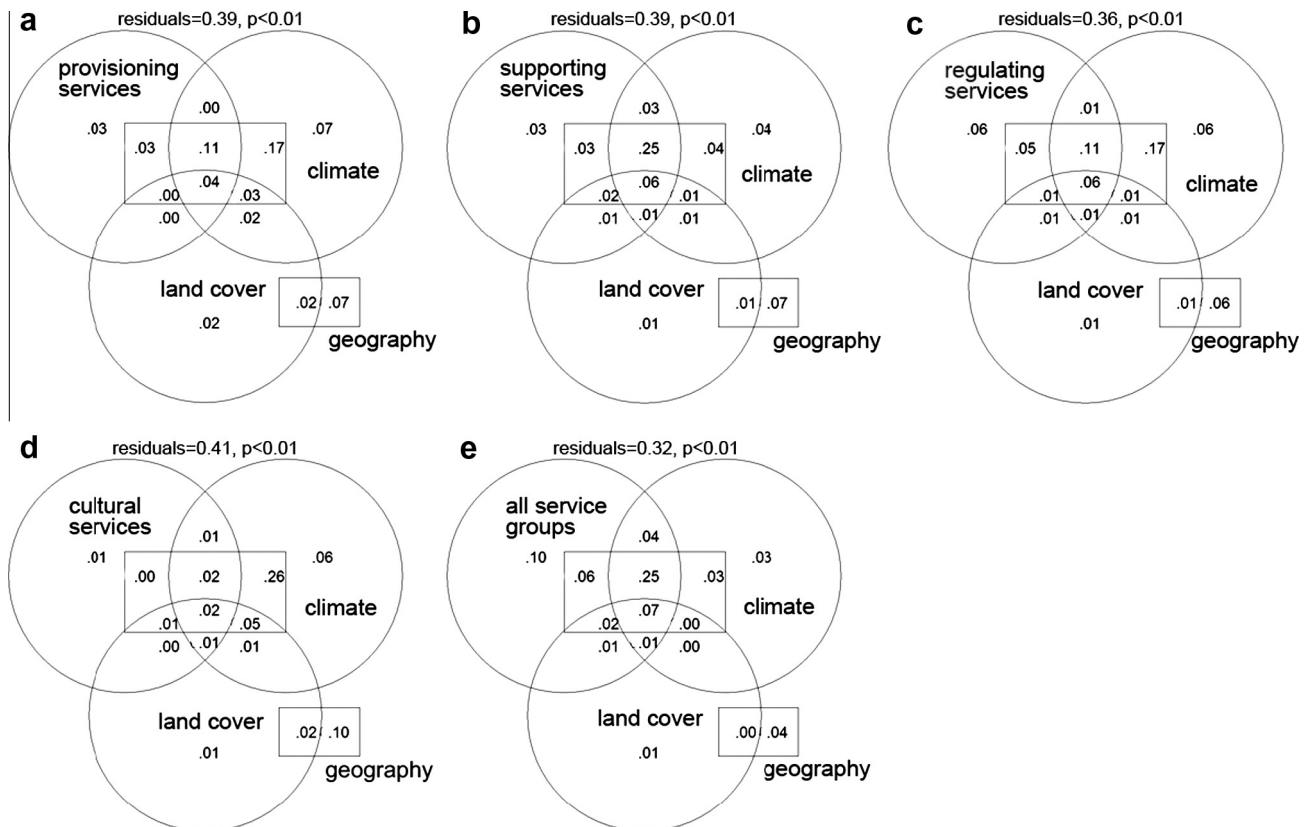 a
residuals=0.39, p<0.01
provisioning
services
.00
.03
.07
.03
.11
.17
climate
.04
.00
.03
.00
.02
land cover
.02
.07
.02
geography
b
residuals=0.39, p<0.01
supporting
services
.03
.03
.04
.03
.25
.04
climate
.06
.02
.01
.01
.01
.01
land cover
.01
.07
.01
geography
c
residuals=0.36, p<0.01
regulating
services
.01
.06
.06
.05
.11
.17
climate
.06
.01
.01
.01
.01
.01
land cover
.01
.06
.01
geography
d
residuals=0.41, p<0.01
cultural
services
.01
.01
.06
.00
.02
.26
climate
.02
.01
.05
.00
.01
.01
land cover
.02
.10
.01
geography
e
residuals=0.32, p<0.01
all service
groups
.04
.10
.03
.06
.25
.03
climate
.07
.02
.00
.01
.01
.00
land cover
.00
.04
.01
geography